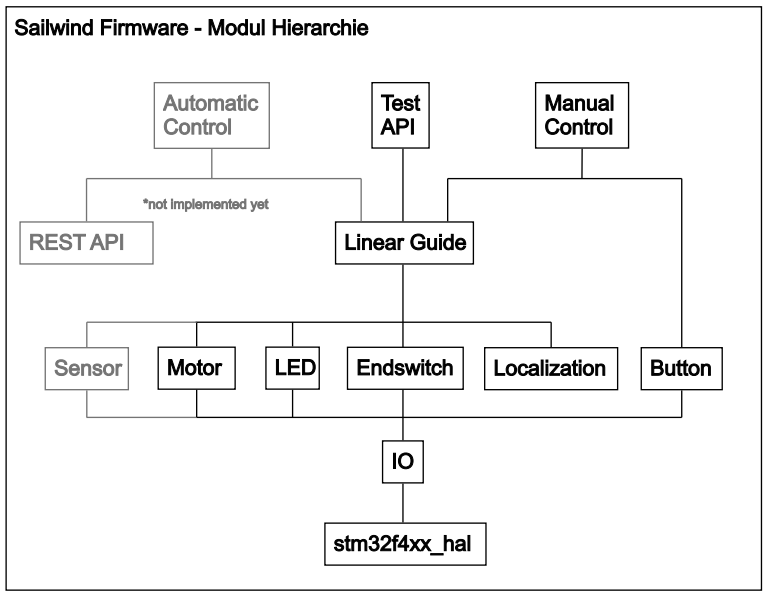 Sailwind Firmware - Modul Hierarchie
Automatic
Control
Test
API
Manual
Control
*not implemented yet
REST API
Linear Guide
Sensor
Motor
LED
Endswitch
Localization
Button
IO
stm32f4xx_hal